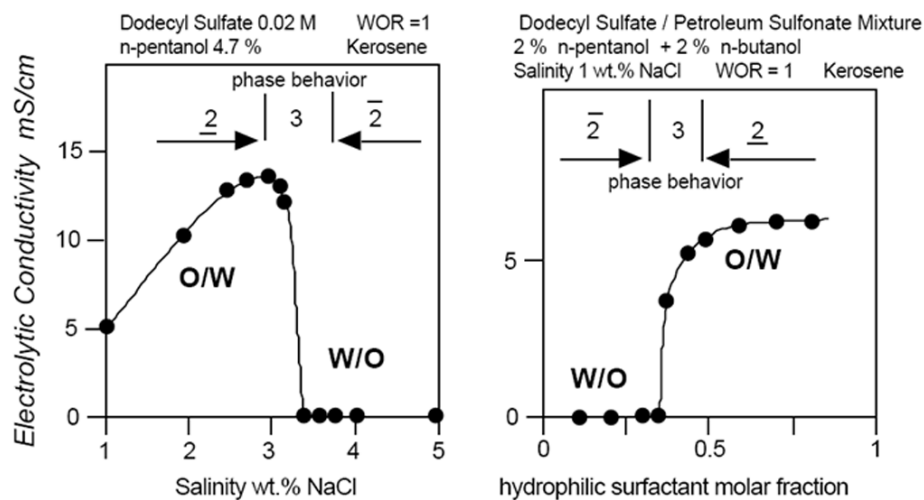 Dodecyl Sulfate 0.02 M WOR =1
n-pentanol 4.7 % Kerosene
phase behavior
2 3 2
15
10
5
0
O/W
W/O
1 2 3 4 5
Salinity wt.% NaCl
Electrolytic Conductivity mS/cm
Dodecyl Sulfate / Petroleum Sulfonate Mixture
2 % n-pentanol + 2 % n-butanol
Salinity 1 wt.% NaCl WOR = 1 Kerosene
2 3 2
phase behavior
5
0
O/W
W/O
0 0.5 1
hydrophilic surfactant molar fraction